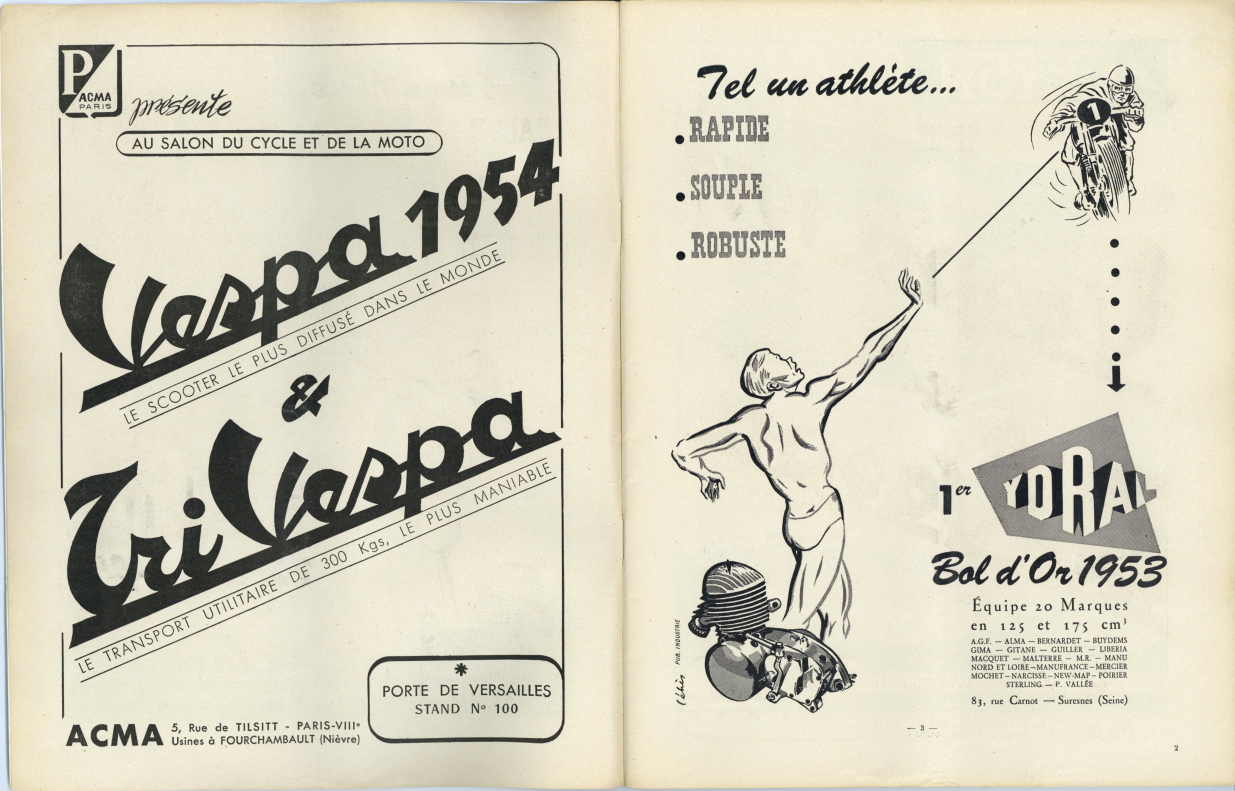 P
ACMA
PARIS
présente
AU SALON DU CYCLE ET DE LA MOTO
Vespa 1954
LE SCOOTER LE PLUS DIFFUSÉ DANS LE MONDE
&
TriVespa
LE TRANSPORT UTILITAIRE DE 300 Kgs, LE PLUS MANIABLE
*
PORTE DE VERSAILLES
STAND Nº 100
ACMA
5, Rue de TILSITT - PARIS-VIIIe
Usines à FOURCHAMBAULT (Nièvre)
Tel un athlète...
• RAPIDE
• SOUPLE
• ROBUSTE
1
1er YDRAL
Bol d'Or 1953
Équipe 20 Marques
en 125 et 175 cm³
A.G.F. — ALMA — BERNARDET — BUYDEMS
GIMA — GITANE — GUILLER — LIBERIA
MACQUET — MALTERRE — M.R. — MANU
NORD ET LOIRE — MANUFRANCE — MERCIER
MOCHET — NARCISSE — NEW-MAP — POIRIER
STERLING — P. VALLÉE
83, rue Carnot — Suresnes (Seine)
PUB. INDUSTRIE
— 3 —
2